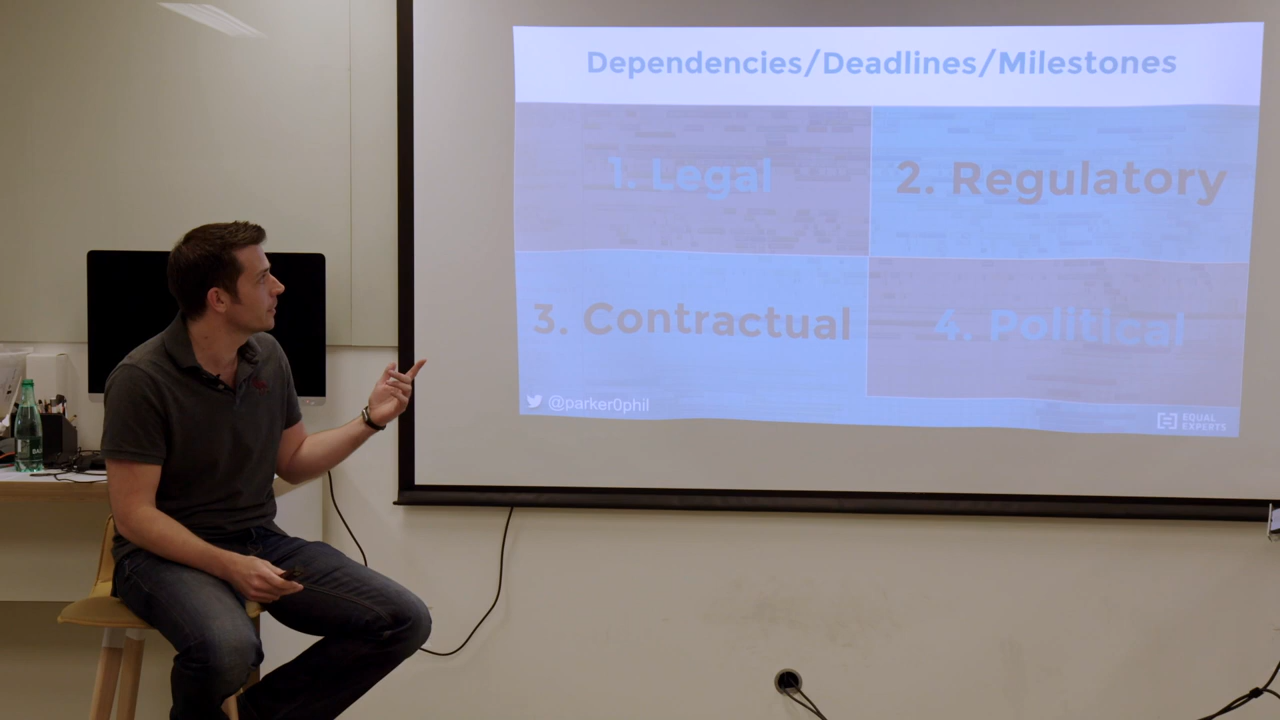 Dependencies/Deadlines/Milestones
1. Legal
2. Regulatory
3. Contractual
4. Political
@parker0phil
EQUAL
EXPERTS